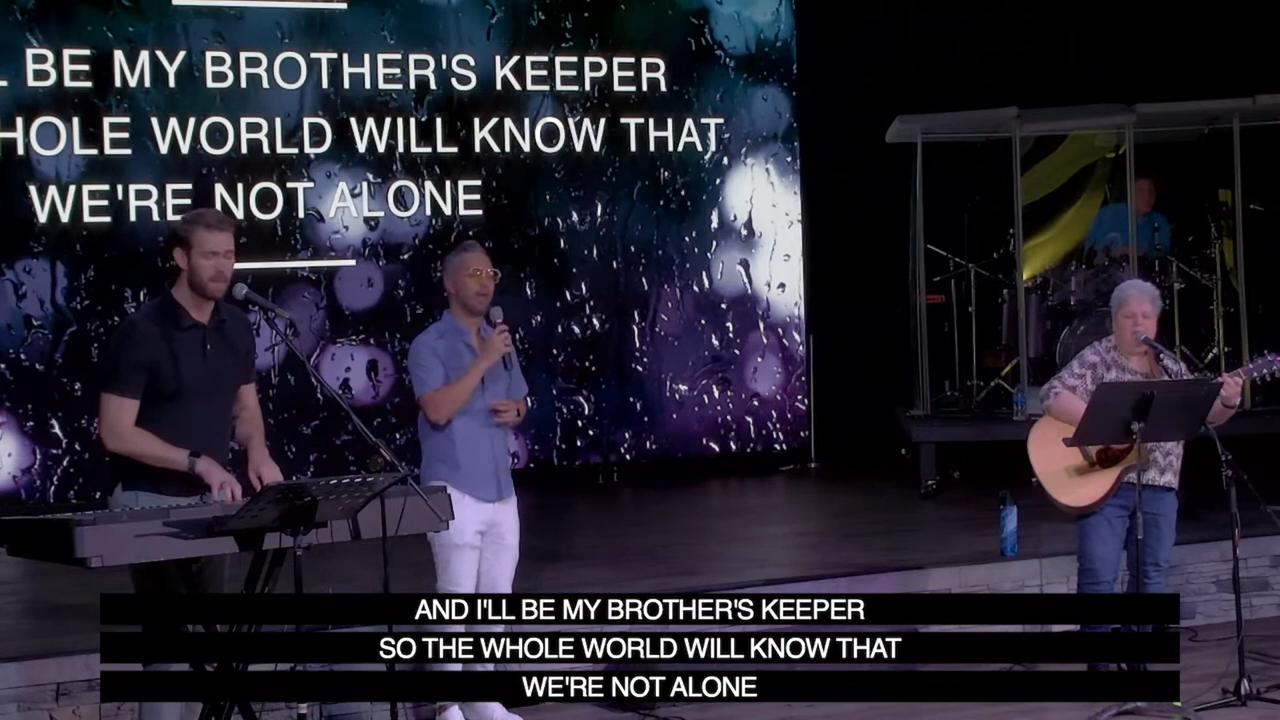 BE MY BROTHER'S KEEPER
HOLE WORLD WILL KNOW THAT
WE'RE NOT ALONE
AND I'LL BE MY BROTHER'S KEEPER
SO THE WHOLE WORLD WILL KNOW THAT
WE'RE NOT ALONE